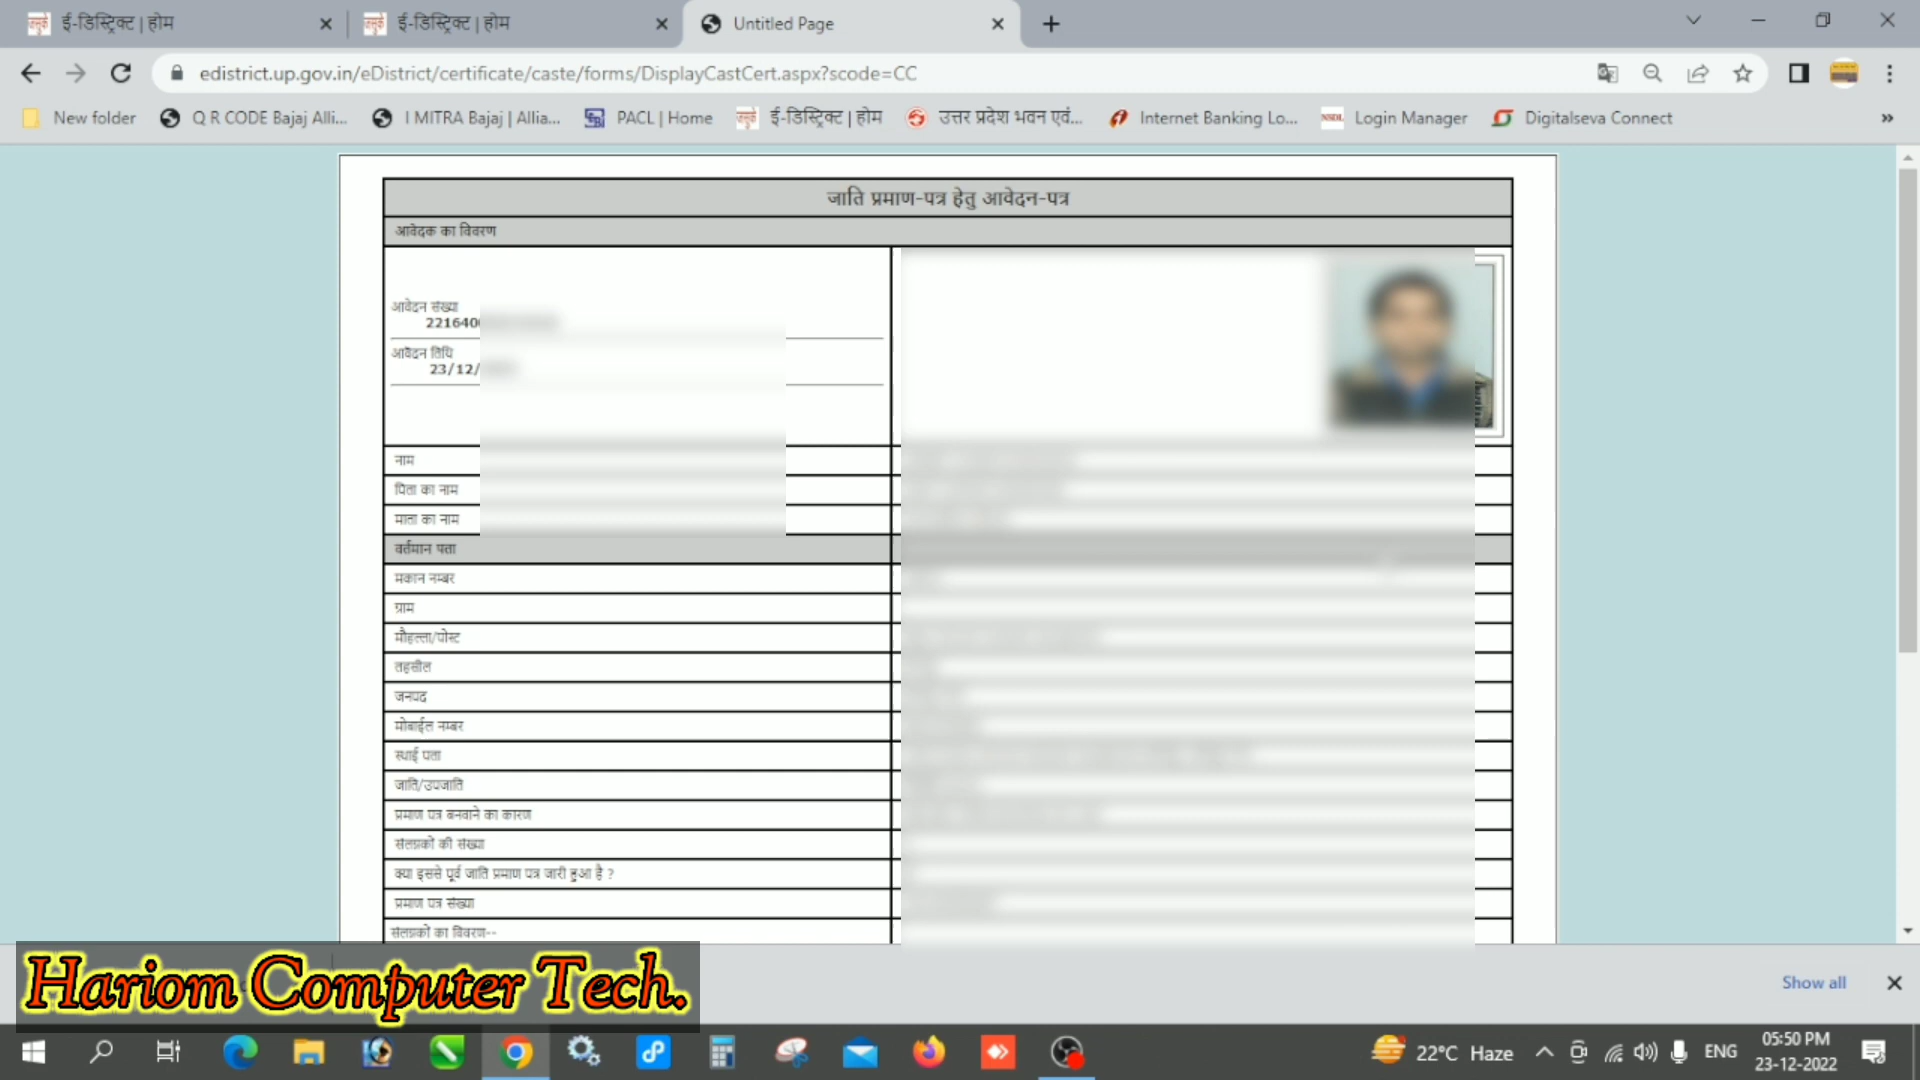 ई-डिस्ट्रिक्ट | होम
ई-डिस्ट्रिक्ट | होम
Untitled Page
edistrict.up.gov.in/eDistrict/certificate/caste/forms/DisplayCastCert.aspx?scode=CC
New folder
Q R CODE Bajaj Alli...
I MITRA Bajaj | Allia...
PACL | Home
ई-डिस्ट्रिक्ट | होम
उत्तर प्रदेश भवन एवं...
Internet Banking Lo...
NSDL Login Manager
Digitalseva Connect
जाति प्रमाण-पत्र हेतु आवेदन-पत्र
आवेदक का विवरण
आवेदन संख्या
221640
आवेदन तिथि
23/12/
नाम
पिता का नाम
माता का नाम
वर्तमान पता
मकान नम्बर
ग्राम
मौहल्ला/पोस्ट
तहसील
जनपद
मोबाईल नम्बर
स्थाई पता
जाति/उपजाति
प्रमाण पत्र बनवाने का कारण
संलग्नकों की संख्या
क्या इससे पूर्व जाति प्रमाण पत्र जारी हुआ है ?
प्रमाण पत्र संख्या
संलग्नकों का विवरण--
Hariom Computer Tech.
Show all
22°C Haze
ENG
05:50 PM
23-12-2022